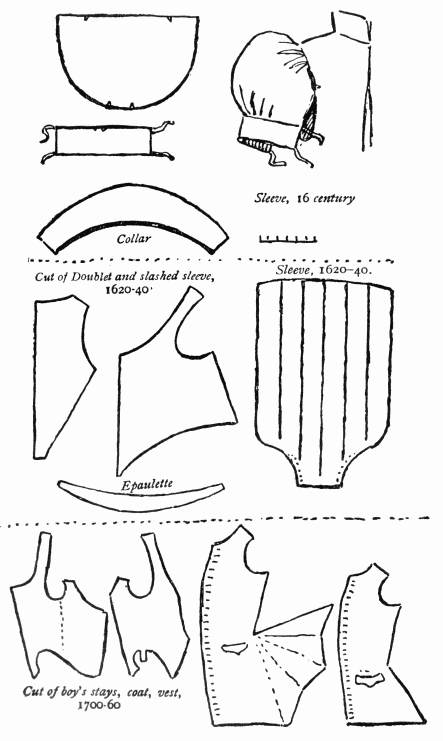 Sleeve, 16 century
Collar
Cut of Doublet and slashed sleeve,
1620-40·
Sleeve, 1620–40.
Epaulette
Cut of boy's stays, coat, vest,
1700-60